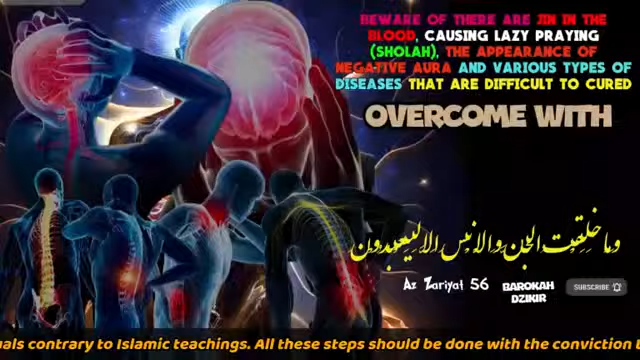 BEWARE OF THERE ARE JIN IN THE
BLOOD, CAUSING LAZY PRAYING
(SHOLAH), THE APPEARANCE OF
NEGATIVE AURA AND VARIOUS TYPES OF
DISEASES THAT ARE DIFFICULT TO CURED
OVERCOME WITH
وما خلقت الجن والانس الا ليعبدون
Az Zariyat 56
BAROKAH
DZIKIR
SUBSCRIBE
uals contrary to Islamic teachings. All these steps should be done with the conviction